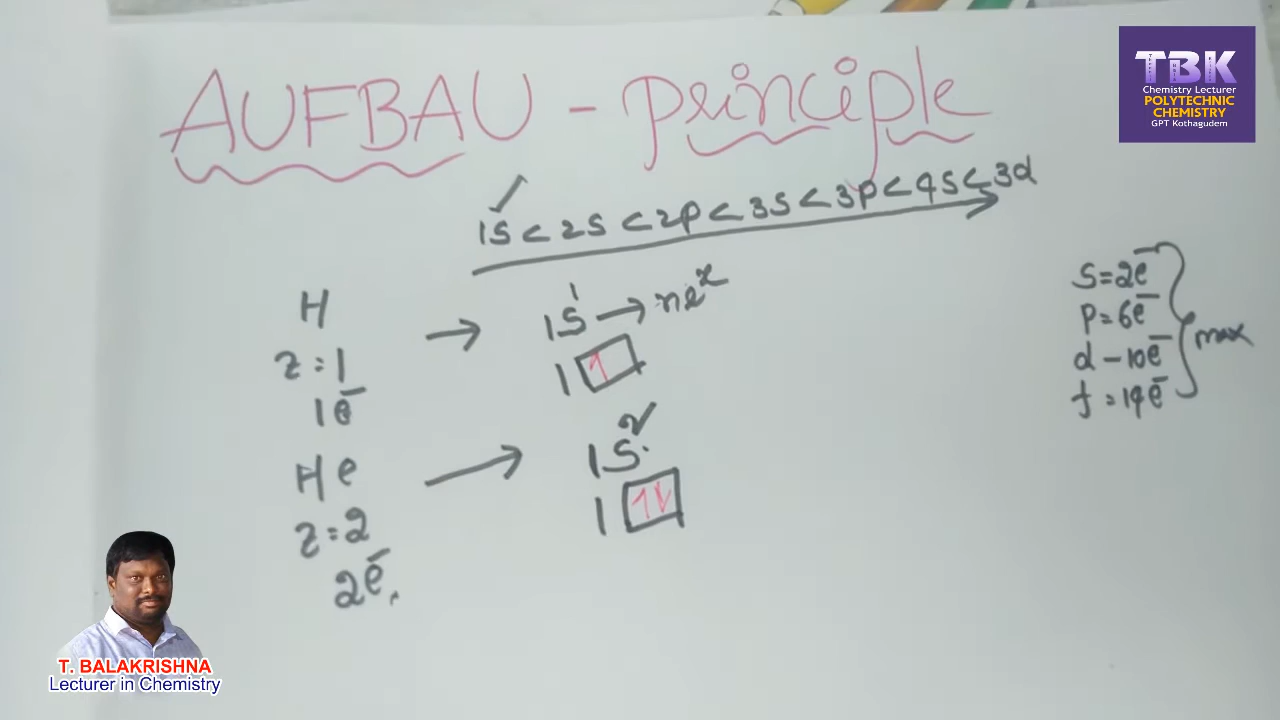 AUFBAU - principle
TBK
Chemistry Lecturer
POLYTECHNIC
CHEMISTRY
GPT Kothagudem
1S < 2S < 2P < 3S < 3P < 4S < 3d
H
Z = 1
1e⁻
→ 1S¹ → nlˣ
1 ↑
He
Z = 2
2e⁻
→ 1S²
1 ↑↓
S = 2e⁻
P = 6e⁻
d - 10e⁻
f = 14e⁻
max
T. BALAKRISHNA
Lecturer in Chemistry